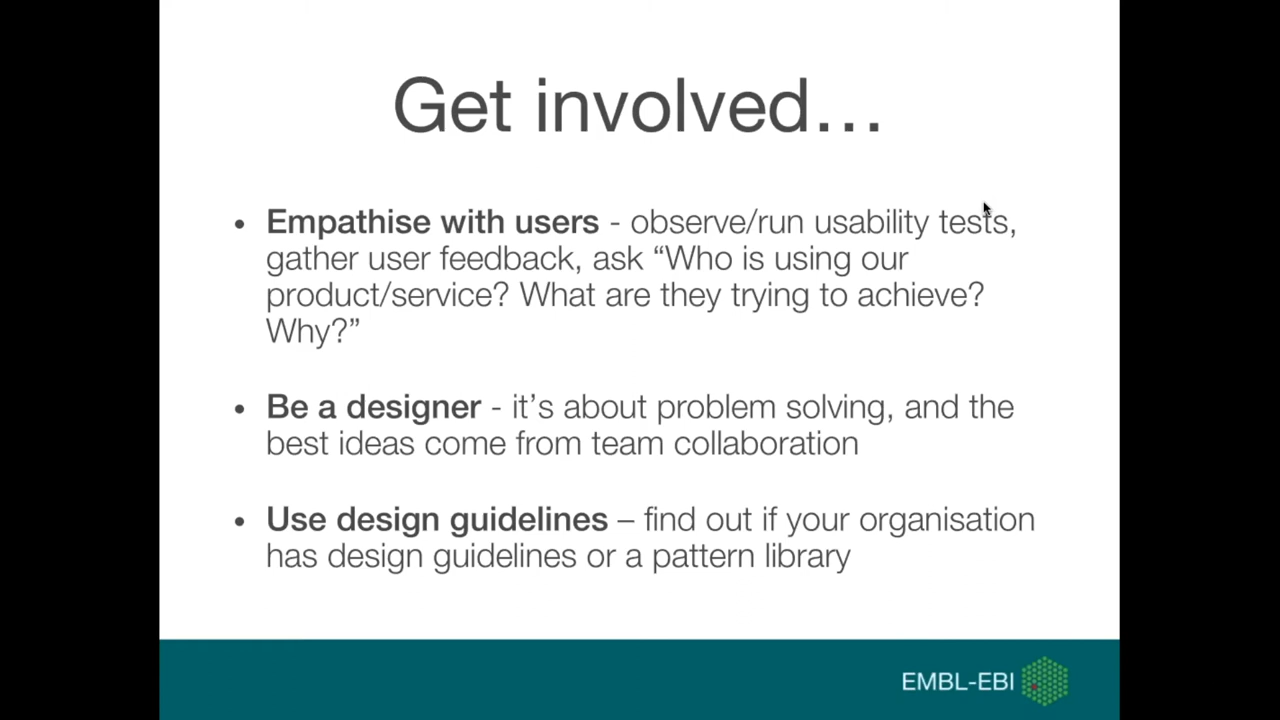 Get involved…
• Empathise with users - observe/run usability tests,
gather user feedback, ask “Who is using our
product/service? What are they trying to achieve?
Why?”
• Be a designer - it’s about problem solving, and the
best ideas come from team collaboration
• Use design guidelines – find out if your organisation
has design guidelines or a pattern library
EMBL-EBI